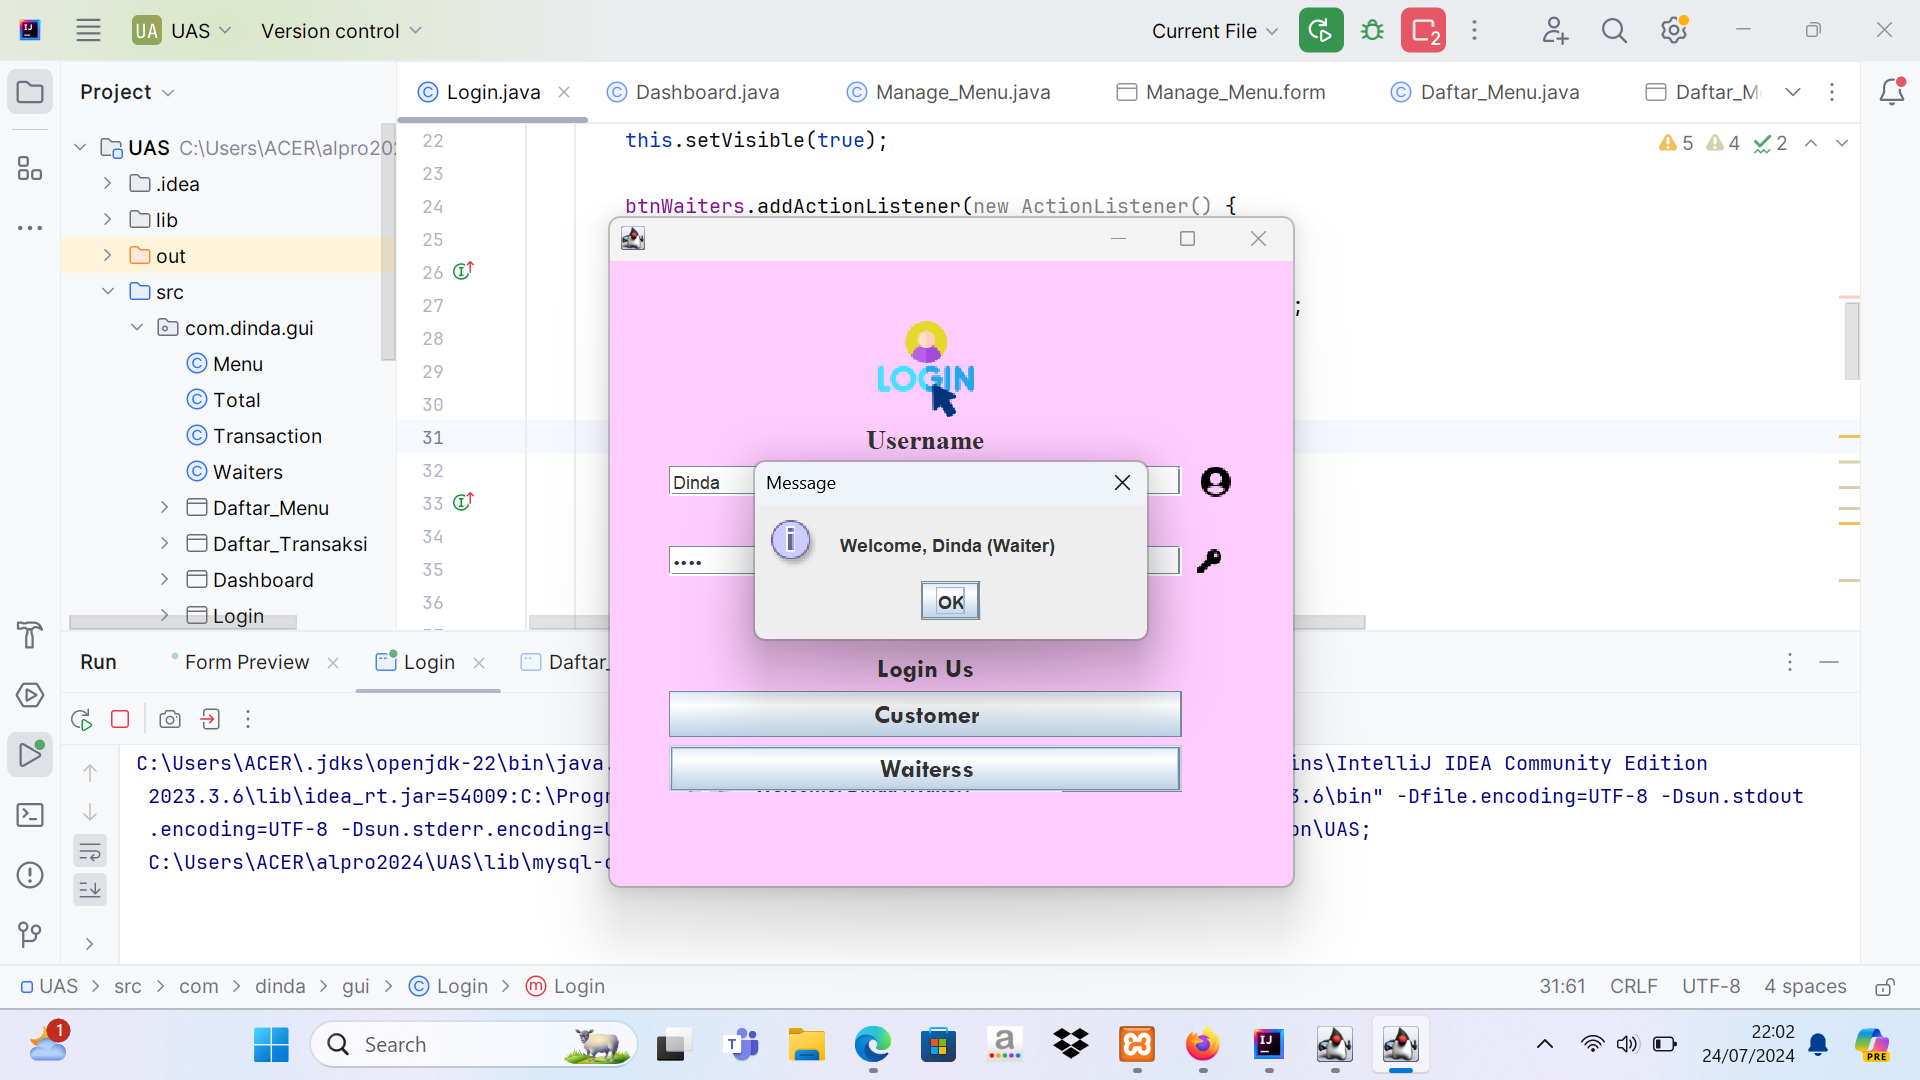 UA UAS Version control Current File 2
Project
Login.java Dashboard.java Manage_Menu.java Manage_Menu.form Daftar_Menu.java Daftar_M
UAS C:\Users\ACER\alpro20
.idea
lib
out
src
com.dinda.gui
Menu
Total
Transaction
Waiters
Daftar_Menu
Daftar_Transaksi
Dashboard
Login
22 this.setVisible(true);
5 4 2
23
24 btnWaiters.addActionListener(new ActionListener() {
25
26
27 ;
28
29
30
31
32
33
34
35
36
LOGIN
Username
Dinda
Message
Welcome, Dinda (Waiter)
OK
••••
Login Us
Customer
Waiterss
Run Form Preview Login Daftar_
C:\Users\ACER\.jdks\openjdk-22\bin\java. ins\IntelliJ IDEA Community Edition
2023.3.6\lib\idea_rt.jar=54009:C:\Progr 3.6\bin" -Dfile.encoding=UTF-8 -Dsun.stdout
.encoding=UTF-8 -Dsun.stderr.encoding=U on\UAS;
C:\Users\ACER\alpro2024\UAS\lib\mysql-c
UAS > src > com > dinda > gui > Login > Login
31:61 CRLF UTF-8 4 spaces
1
Search
22:02
24/07/2024
PRE